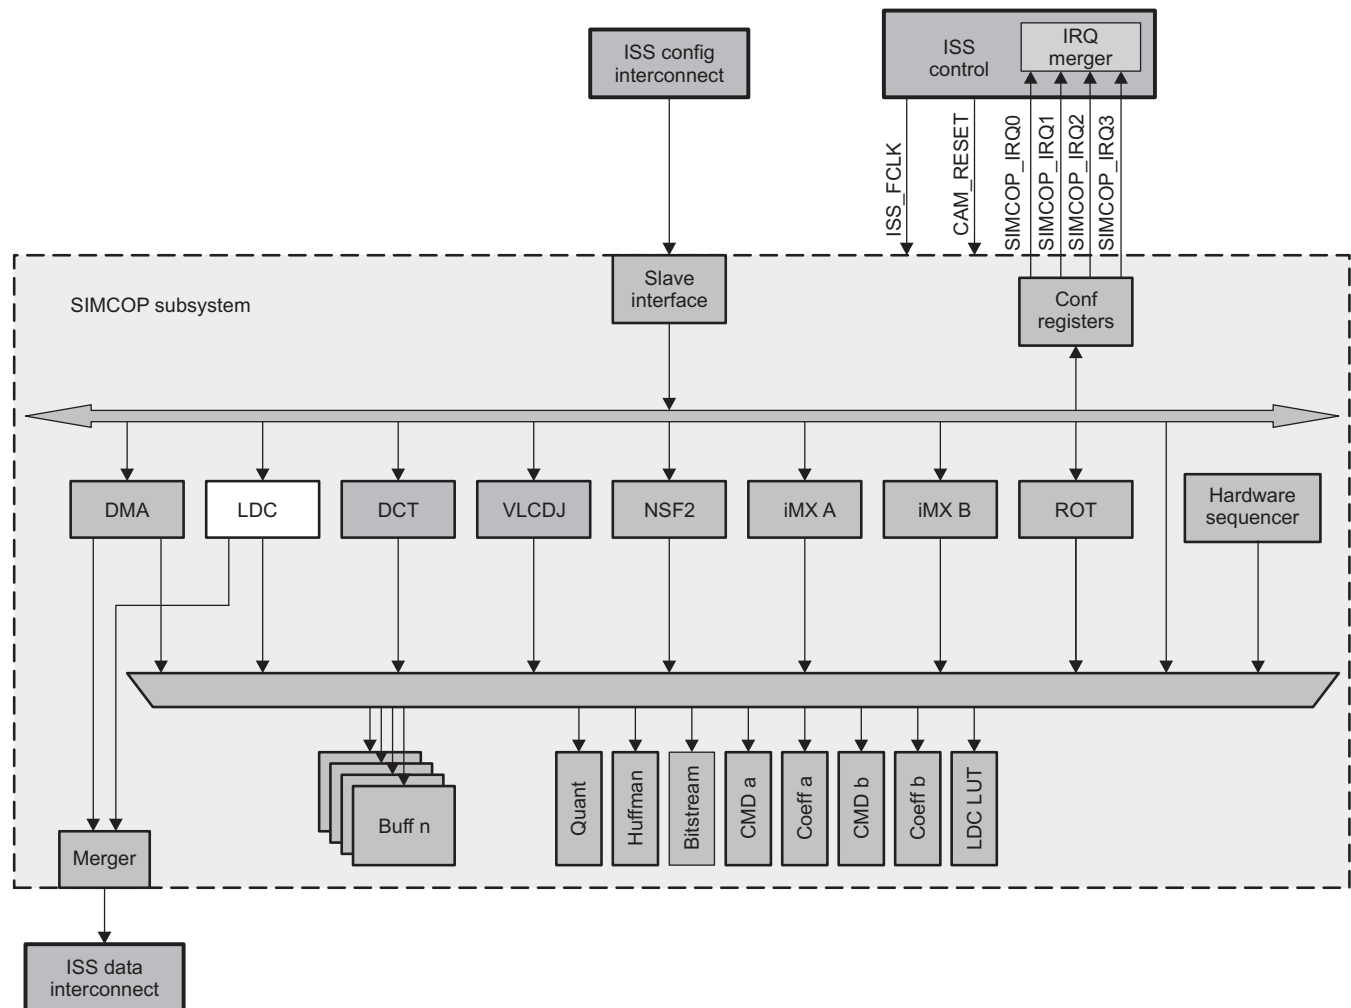 ISS config
interconnect
ISS
control
IRQ
merger
ISS_FCLK
CAM_RESET
SIMCOP_IRQ0
SIMCOP_IRQ1
SIMCOP_IRQ2
SIMCOP_IRQ3
SIMCOP subsystem
Slave
interface
Conf
registers
DMA
LDC
DCT
VLCDJ
NSF2
iMX A
iMX B
ROT
Hardware
sequencer
Buff n
Quant
Huffman
Bitstream
CMD a
Coeff a
CMD b
Coeff b
LDC LUT
Merger
ISS data
interconnect